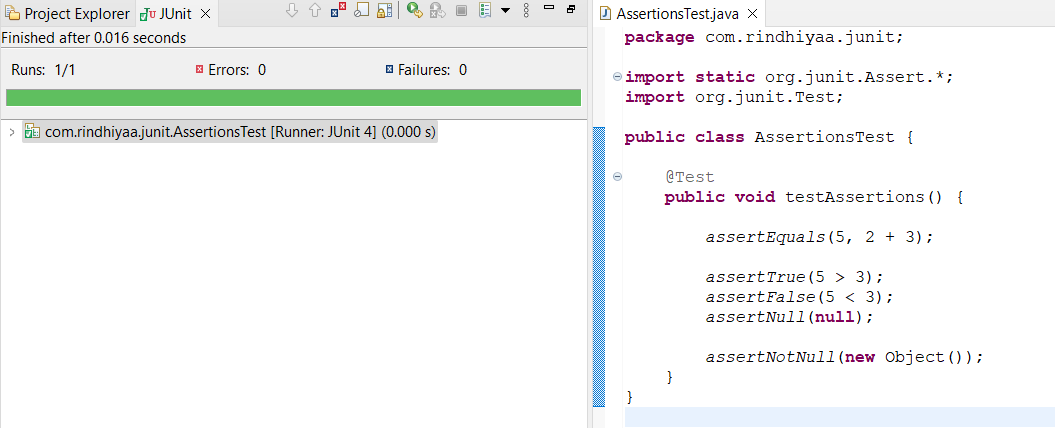 Project Explorer
JUnit
Finished after 0.016 seconds
Runs: 1/1
Errors: 0
Failures: 0
com.rindhiyaa.junit.AssertionsTest [Runner: JUnit 4] (0.000 s)
AssertionsTest.java
package com.rindhiyaa.junit;
import static org.junit.Assert.*;
import org.junit.Test;
public class AssertionsTest {
@Test
public void testAssertions() {
assertEquals(5, 2 + 3);
assertTrue(5 > 3);
assertFalse(5 < 3);
assertNull(null);
assertNotNull(new Object());
}
}